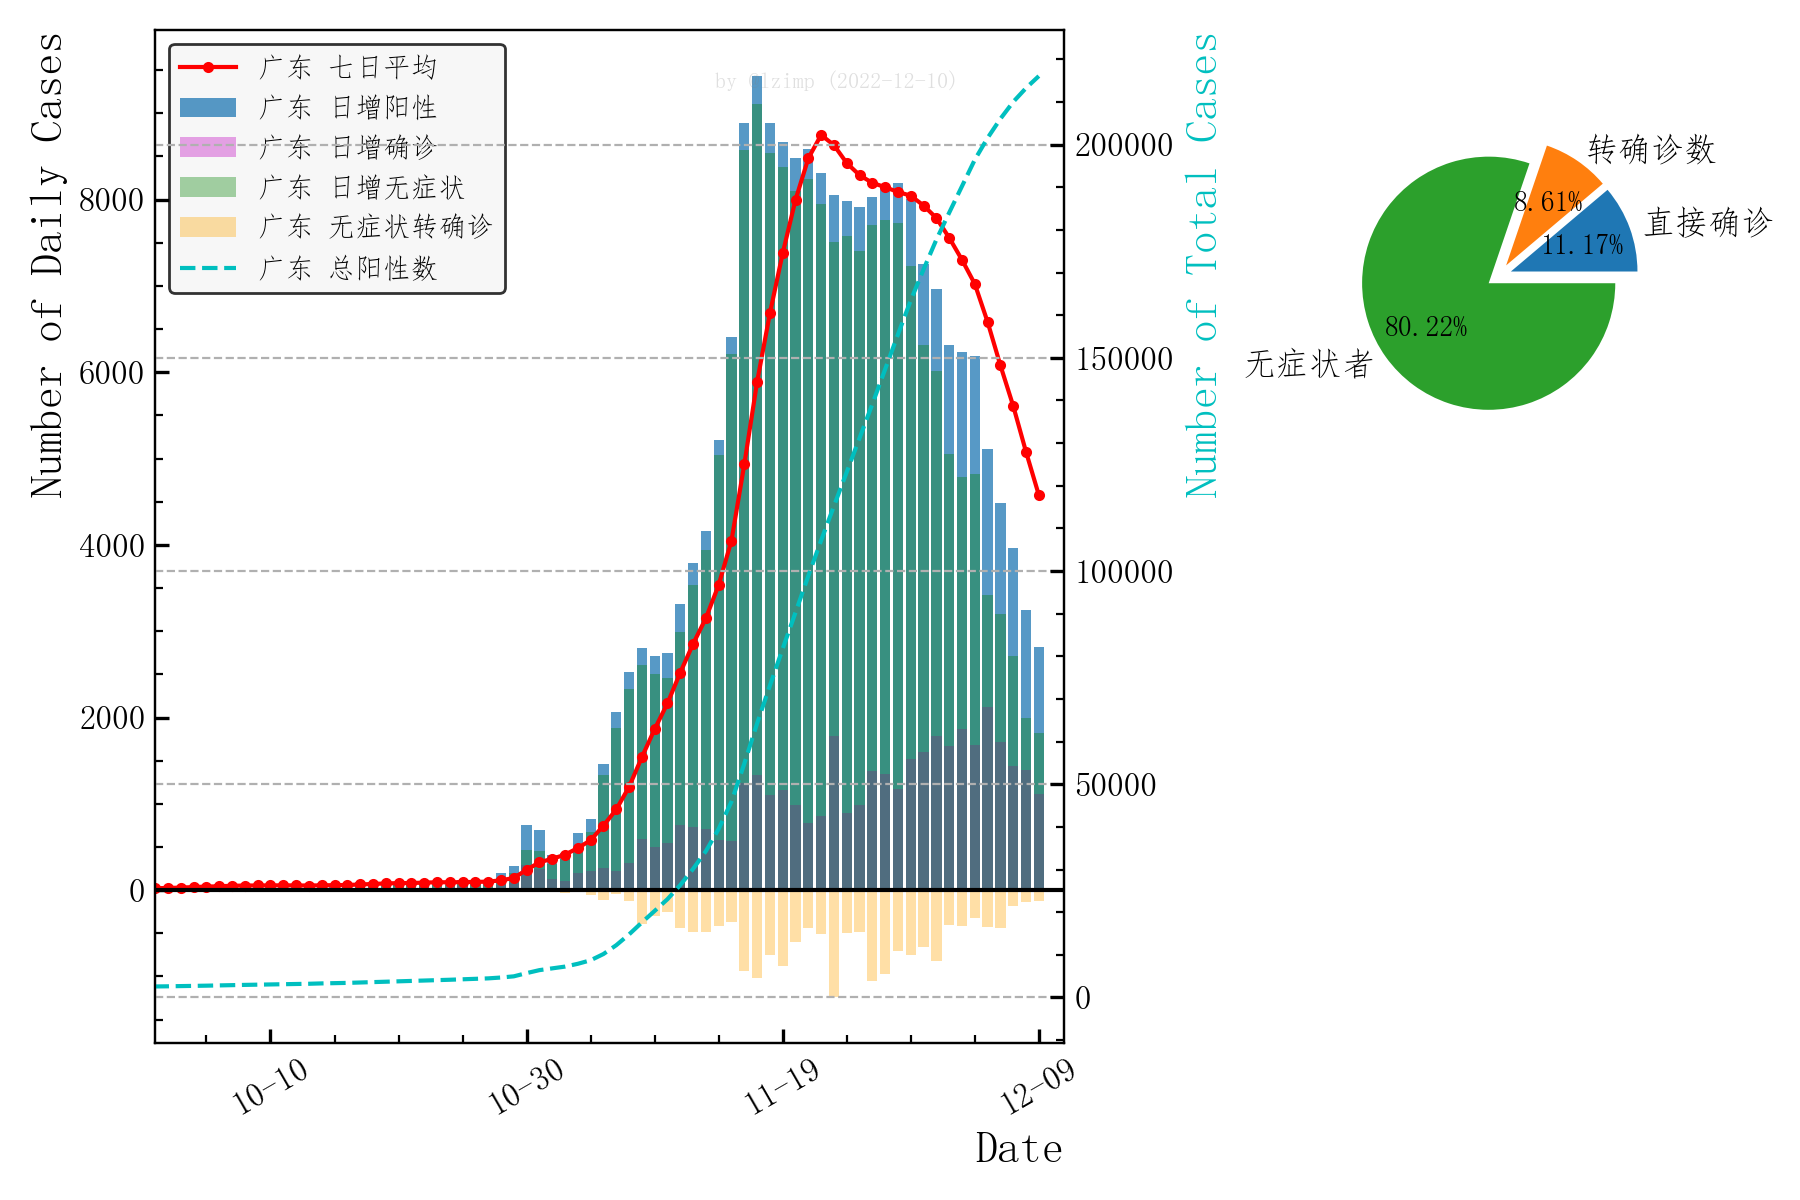 Number of Daily Cases
8000
6000
4000
2000
0
广东 七日平均
广东 日增阳性
广东 日增确诊
广东 日增无症状
广东 无症状转确诊
广东 总阳性数
(2022-12-10)
by
200000
150000
100000
50000
0
Number of Total Cases
10-10
10-30
11-19
12-09
Date
转确诊数
8.61%
直接确诊
11.17%
80.22%
无症状者